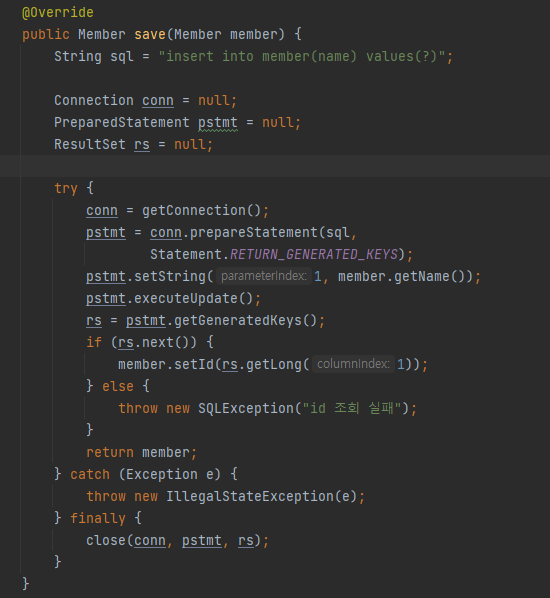 @Override
public Member save(Member member) {
String sql = "insert into member(name) values(?)";
Connection conn = null;
PreparedStatement pstmt = null;
ResultSet rs = null;
try {
conn = getConnection();
pstmt = conn.prepareStatement(sql,
Statement.RETURN_GENERATED_KEYS);
pstmt.setString( parameterIndex: 1, member.getName());
pstmt.executeUpdate();
rs = pstmt.getGeneratedKeys();
if (rs.next()) {
member.setId(rs.getLong( columnIndex: 1));
} else {
throw new SQLException("id 조회 실패");
}
return member;
} catch (Exception e) {
throw new IllegalStateException(e);
} finally {
close(conn, pstmt, rs);
}
}